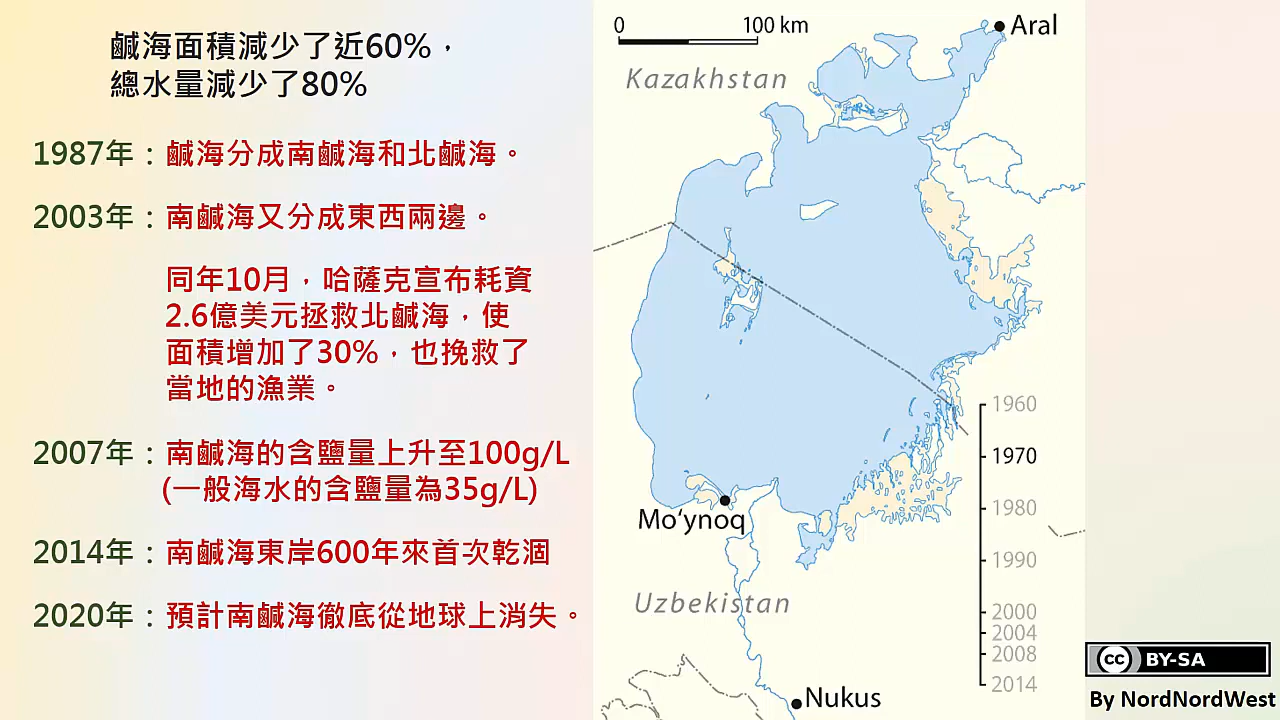 鹹海面積減少了近60%，
總水量減少了80%
1987年：鹹海分成南鹹海和北鹹海。
2003年：南鹹海又分成東西兩邊。
同年10月，哈薩克宣布耗資
2.6億美元拯救北鹹海，使
面積增加了30%，也挽救了
當地的漁業。
2007年：南鹹海的含鹽量上升至100g/L
(一般海水的含鹽量為35g/L)
2014年：南鹹海東岸600年來首次乾涸
2020年：預計南鹹海徹底從地球上消失。
0 100 km
Aral
Kazakhstan
Mo‘ynoq
Uzbekistan
Nukus
1960
1970
1980
1990
2000
2004
2008
2014
cc BY-SA
By NordNordWest